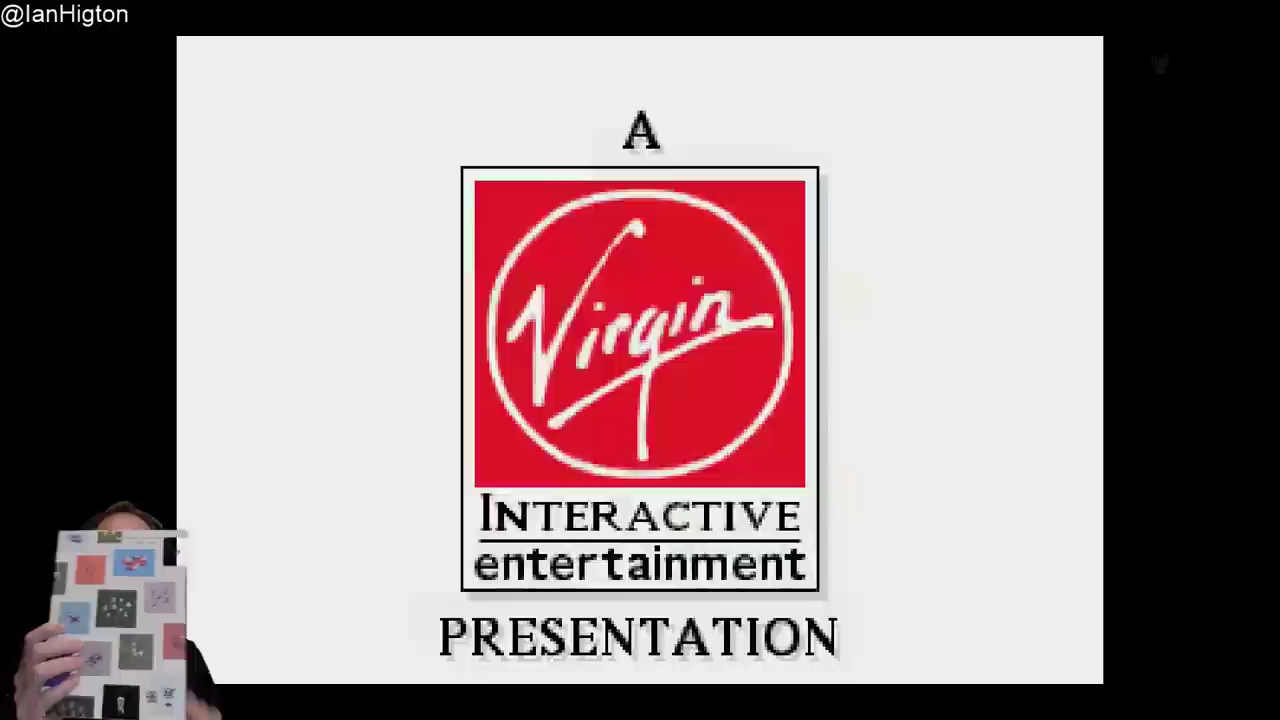 @IanHigton
A
Virgin
INTERACTIVE
entertainment
PRESENTATION